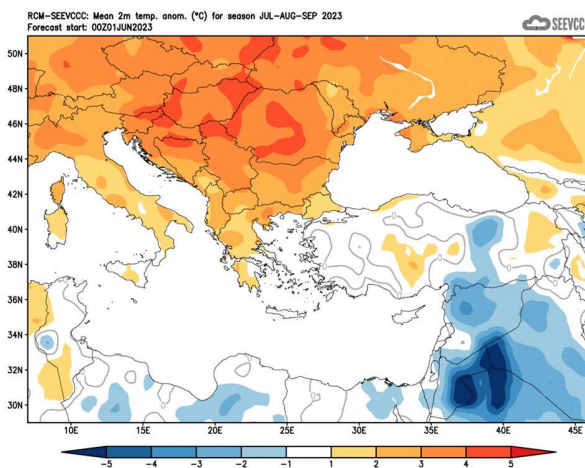 RCM-SEEVCCC: Mean 2m temp. anom. (°C) for season JUL-AUG-SEP 2023
Forecast start: 00Z01JUN2023
SEEVCC
50N
48N
46N
44N
42N
40N
38N
36N
34N
32N
30N
10E 15E 20E 25E 30E 35E 40E 45E
-5 -4 -3 -2 -1 1 2 3 4 5